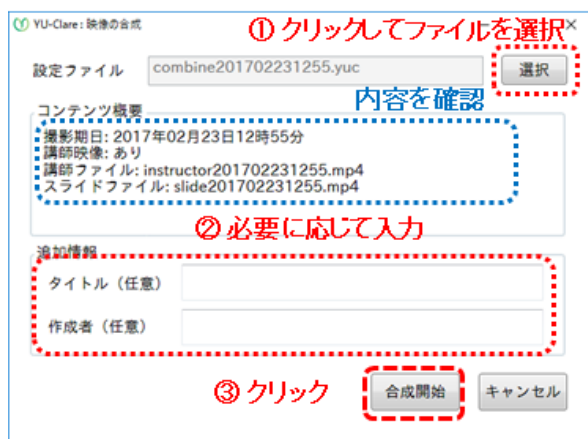 YU-Clare：映像の合成
① クリックしてファイルを選択
設定ファイル combine201702231255.yuc 選択
内容を確認
コンテンツ概要
撮影期日: 2017年02月23日12時55分
講師映像: あり
講師ファイル: instructor201702231255.mp4
スライドファイル: slide201702231255.mp4
② 必要に応じて入力
追加情報
タイトル（任意）
作成者（任意）
③ クリック 合成開始 キャンセル